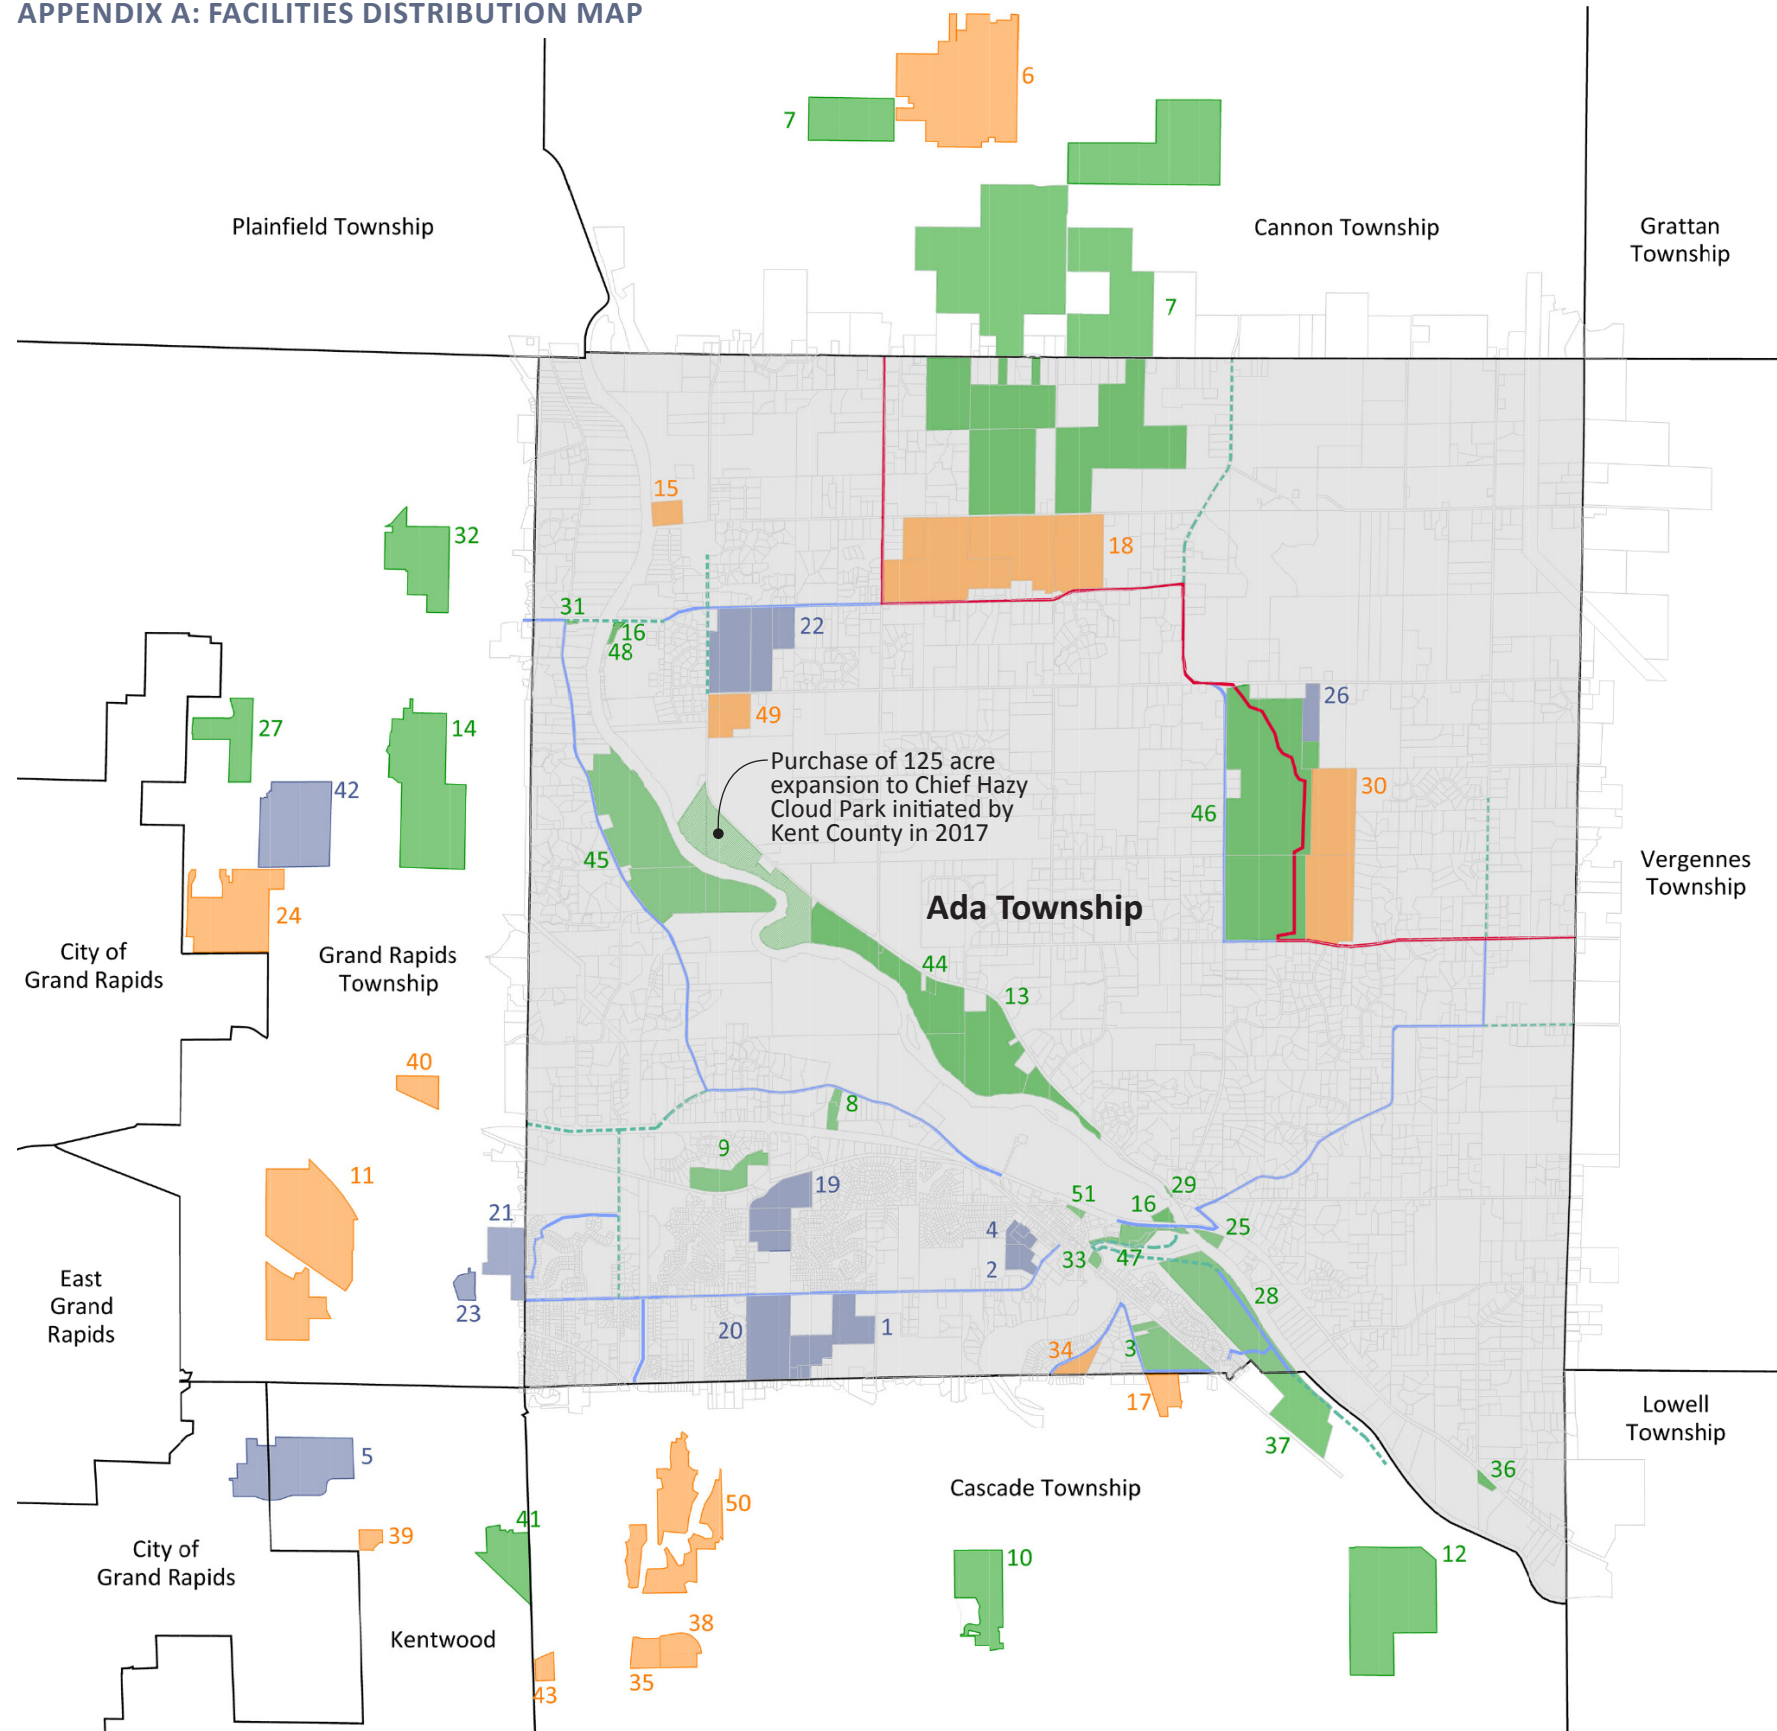 APPENDIX A: FACILITIES DISTRIBUTION MAP
6
7
Plainfield Township
Cannon Township
Grattan
Township
7
15
32
18
31
16
48
22
27
14
49
26
42
Purchase of 125 acre
expansion to Chief Hazy
Cloud Park initiated by
Kent County in 2017
30
46
45
Vergennes
Township
24
Ada Township
City of
Grand Rapids
Grand Rapids
Township
44
13
40
8
9
11
19
29
51
16
21
4
25
33
47
2
East
Grand
Rapids
28
23
20
1
34
3
17
Lowell
Township
37
5
36
Cascade Township
50
41
39
City of
Grand Rapids
10
12
38
Kentwood
35
43